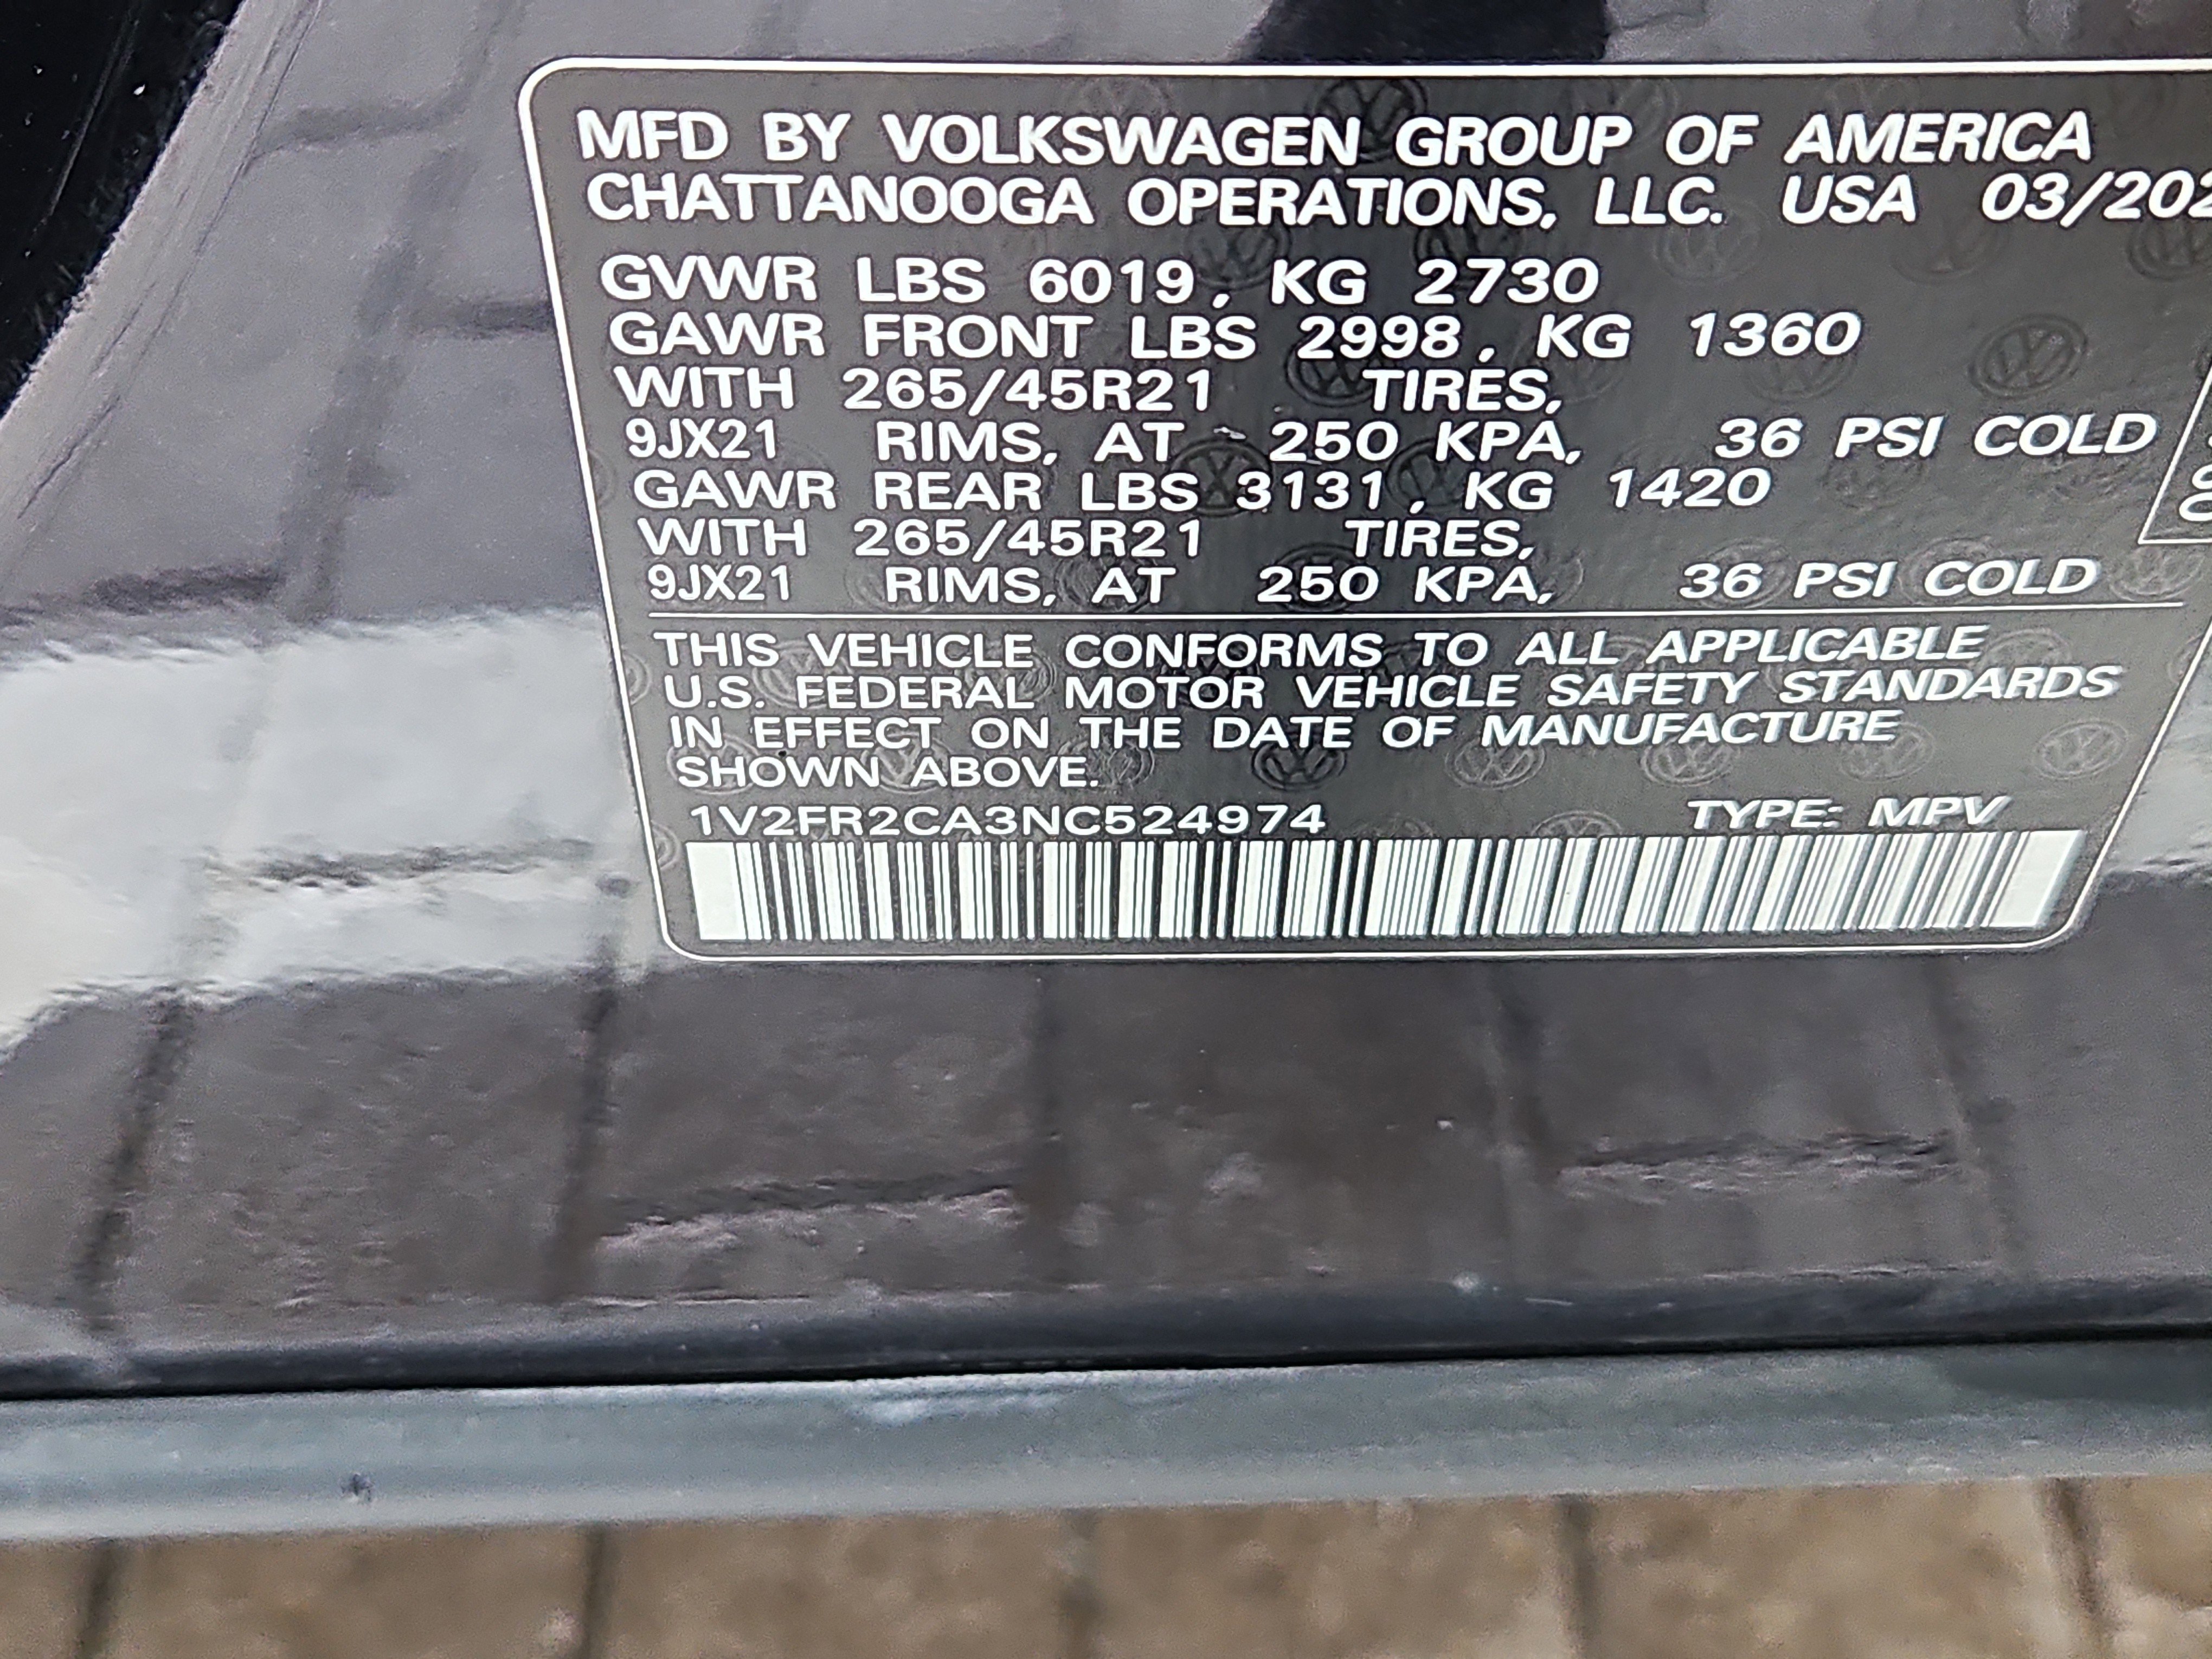 MFD BY VOLKSWAGEN GROUP OF AMERICA
CHATTANOOGA OPERATIONS, LLC. USA 03/202
GVWR LBS 6019, KG 2730
GAWR FRONT LBS 2998, KG 1360
WITH 265/45R21 TIRES,
9JX21 RIMS, AT 250 KPA, 36 PSI COLD
GAWR REAR LBS 3131, KG 1420
WITH 265/45R21 TIRES,
9JX21 RIMS, AT 250 KPA, 36 PSI COLD
THIS VEHICLE CONFORMS TO ALL APPLICABLE
U.S. FEDERAL MOTOR VEHICLE SAFETY STANDARDS
IN EFFECT ON THE DATE OF MANUFACTURE
SHOWN ABOVE.
1V2FR2CA3NC524974 TYPE: MPV